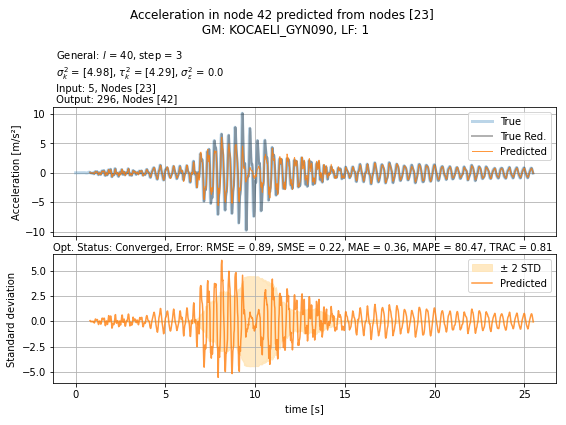 Acceleration in node 42 predicted from nodes [23]
GM: KOCAELI_GYN090, LF: 1
General: l = 40, step = 3
σ²ₖ = [4.98], τ²ₖ = [4.29], σ²ε = 0.0
Input: 5, Nodes [23]
Output: 296, Nodes [42]
Acceleration [m/s²]
10
5
0
−5
−10
True
True Red.
Predicted
Opt. Status: Converged, Error: RMSE = 0.89, SMSE = 0.22, MAE = 0.36, MAPE = 80.47, TRAC = 0.81
Standard deviation
5.0
2.5
0.0
−2.5
−5.0
± 2 STD
Predicted
0 5 10 15 20 25
time [s]